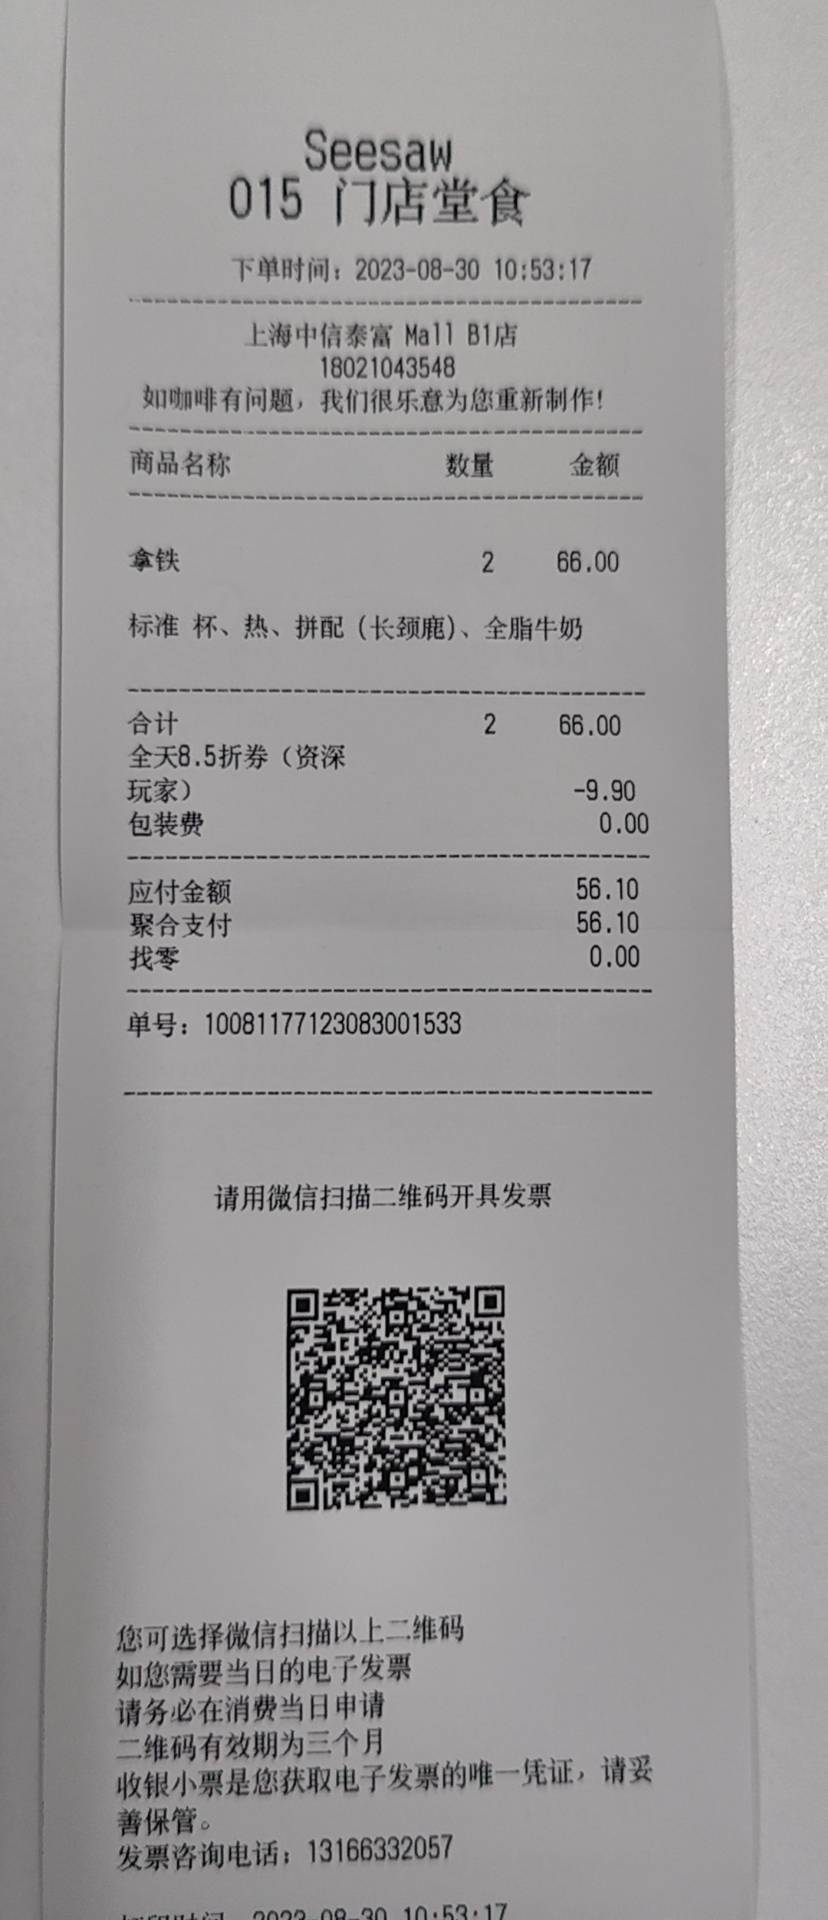 Seesaw
015 门店堂食
下单时间：2023-08-30 10:53:17
上海中信泰富 Mall B1店
18021043548
如咖啡有问题，我们很乐意为您重新制作！
商品名称 数量 金额
拿铁 2 66.00
标准 杯、热、拼配（长颈鹿）、全脂牛奶
合计 2 66.00
全天8.5折券（资深
玩家） -9.90
包装费 0.00
应付金额 56.10
聚合支付 56.10
找零 0.00
单号：10081177123083001533
请用微信扫描二维码开具发票
您可选择微信扫描以上二维码
如您需要当日的电子发票
请务必在消费当日申请
二维码有效期为三个月
收银小票是您获取电子发票的唯一凭证，请妥
善保管。
发票咨询电话：13166332057
打印时间：2023-08-30 10:53:17